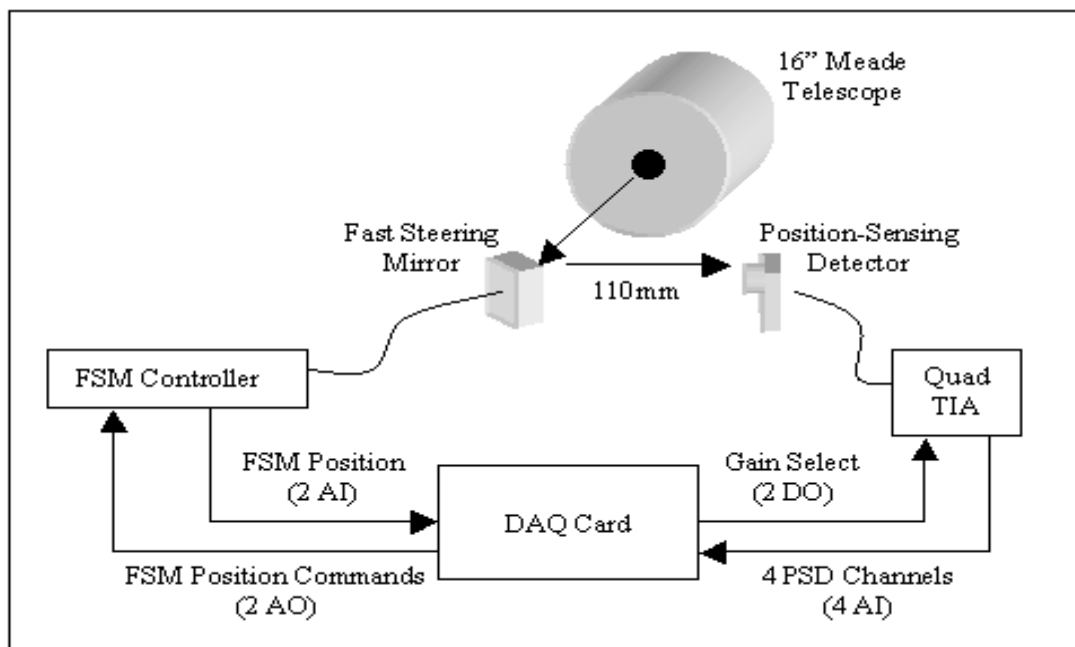 16” Meade
Telescope
Fast Steering
Mirror
Position-Sensing
Detector
110mm
FSM Controller
Quad
TIA
FSM Position
(2 AI)
Gain Select
(2 DO)
DAQ Card
FSM Position Commands
(2 AO)
4 PSD Channels
(4 AI)